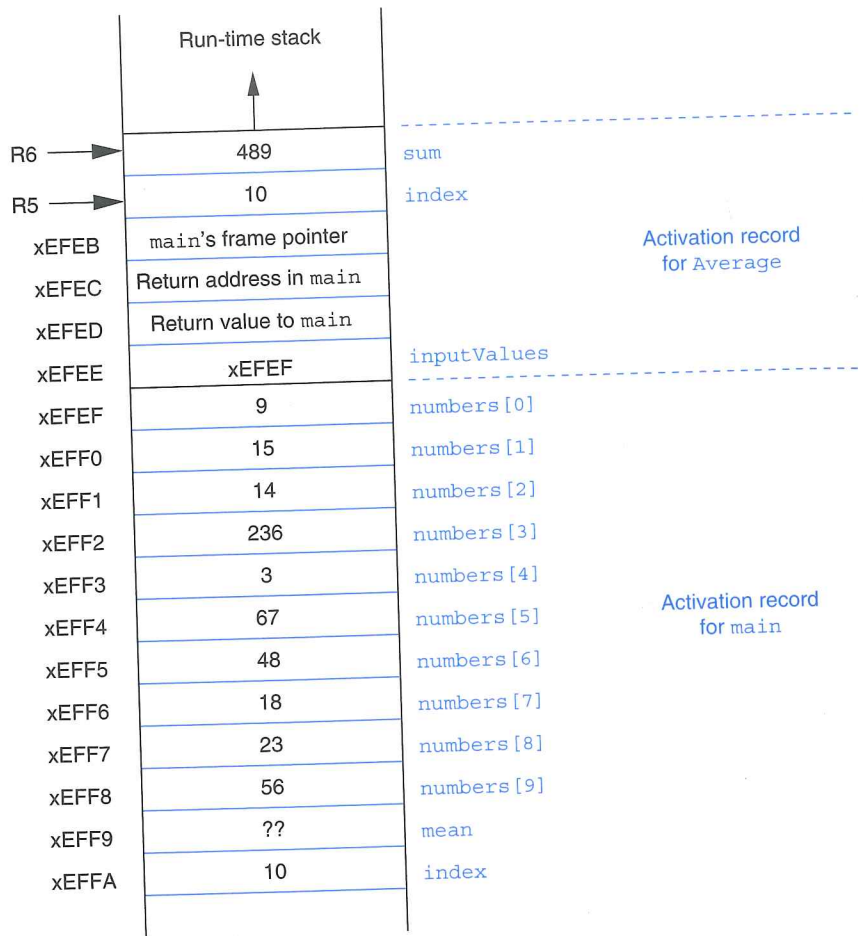 Run-time stack
R6 489 sum
R5 10 index
xEFEB main's frame pointer
Activation record
for Average
xEFEC Return address in main
xEFED Return value to main
xEFEE xEFEF inputValues
xEFEF 9 numbers[0]
xEFF0 15 numbers[1]
xEFF1 14 numbers[2]
xEFF2 236 numbers[3]
xEFF3 3 numbers[4]
xEFF4 67 numbers[5]
Activation record
for main
xEFF5 48 numbers[6]
xEFF6 18 numbers[7]
xEFF7 23 numbers[8]
xEFF8 56 numbers[9]
xEFF9 ?? mean
xEFFA 10 index